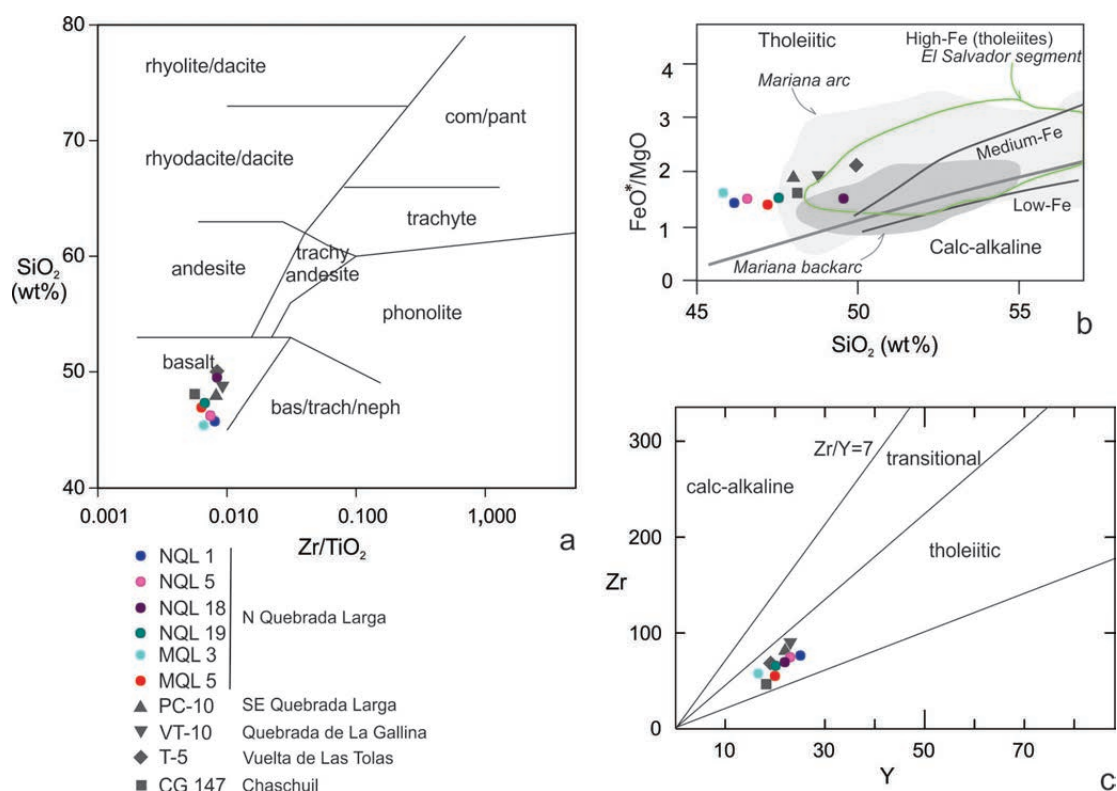 80
70
60
50
40
SiO2
(wt%)
rhyolite/dacite
rhyodacite/dacite
com/pant
trachyte
andesite
trachy
andesite
phonolite
basalt
bas/trach/neph
0.001
0.010
0.100
1,000
Zr/TiO2
a
NQL 1
NQL 5
NQL 18
NQL 19
MQL 3
MQL 5
N Quebrada Larga
PC-10 SE Quebrada Larga
VT-10 Quebrada de La Gallina
T-5 Vuelta de Las Tolas
CG 147 Chaschuil
Tholeiitic
High-Fe (tholeiites)
El Salvador segment
Mariana arc
Medium-Fe
Low-Fe
Mariana backarc
Calc-alkaline
4
3
2
1
0
FeO*/MgO
45
50
55
SiO2 (wt%)
b
300
200
100
0
Zr
Zr/Y=7
transitional
calc-alkaline
tholeiitic
10
30
50
70
Y
c